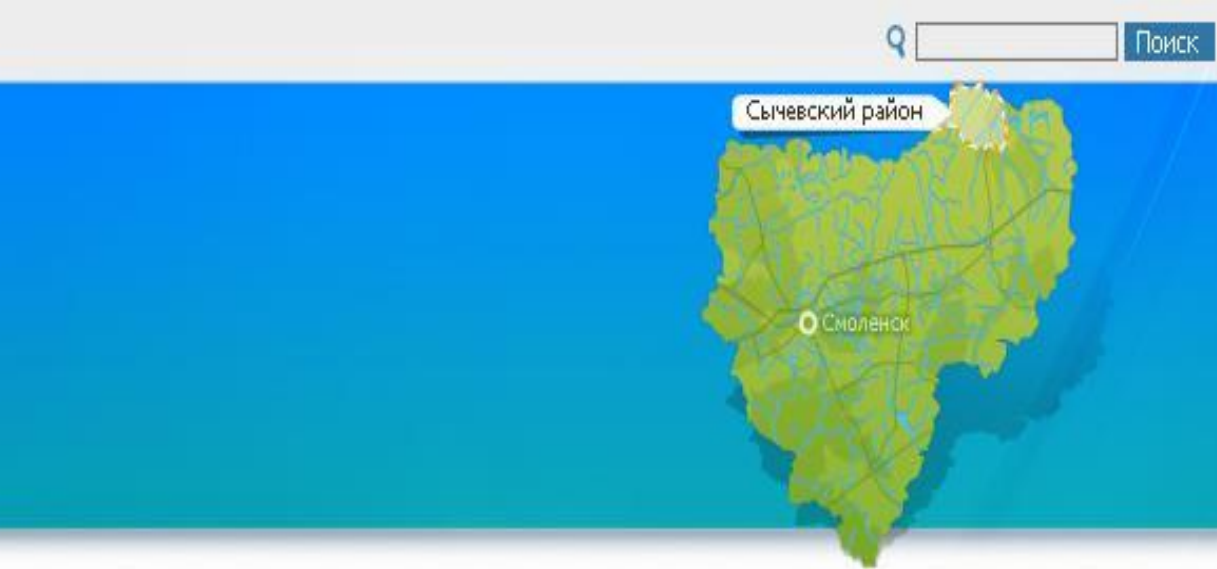 Поиск
Сычевский район
Смоленск